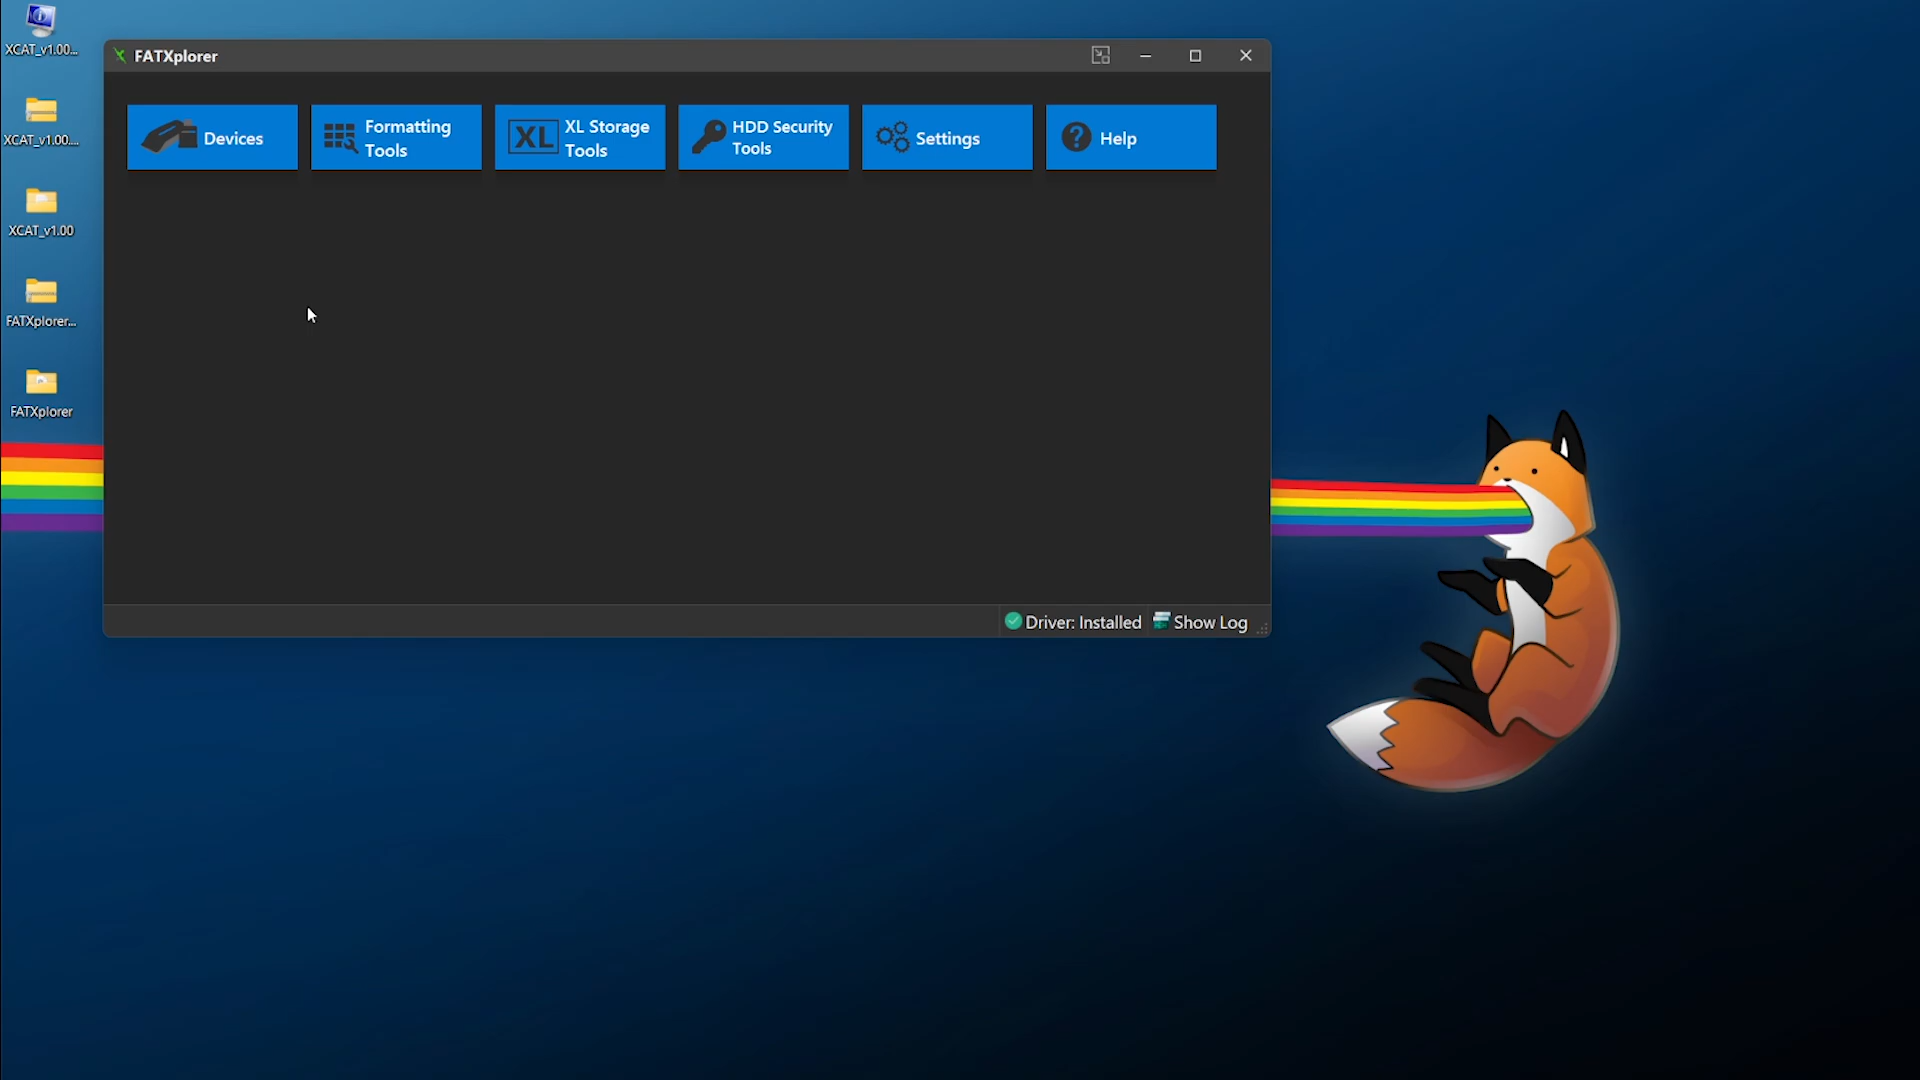 XCAT_v1.00...
XCAT_v1.00....
XCAT_v1.00
FATXplorer...
FATXplorer
FATXplorer
Devices
Formatting
Tools
XL
XL Storage
Tools
HDD Security
Tools
Settings
? Help
Driver: Installed
Show Log